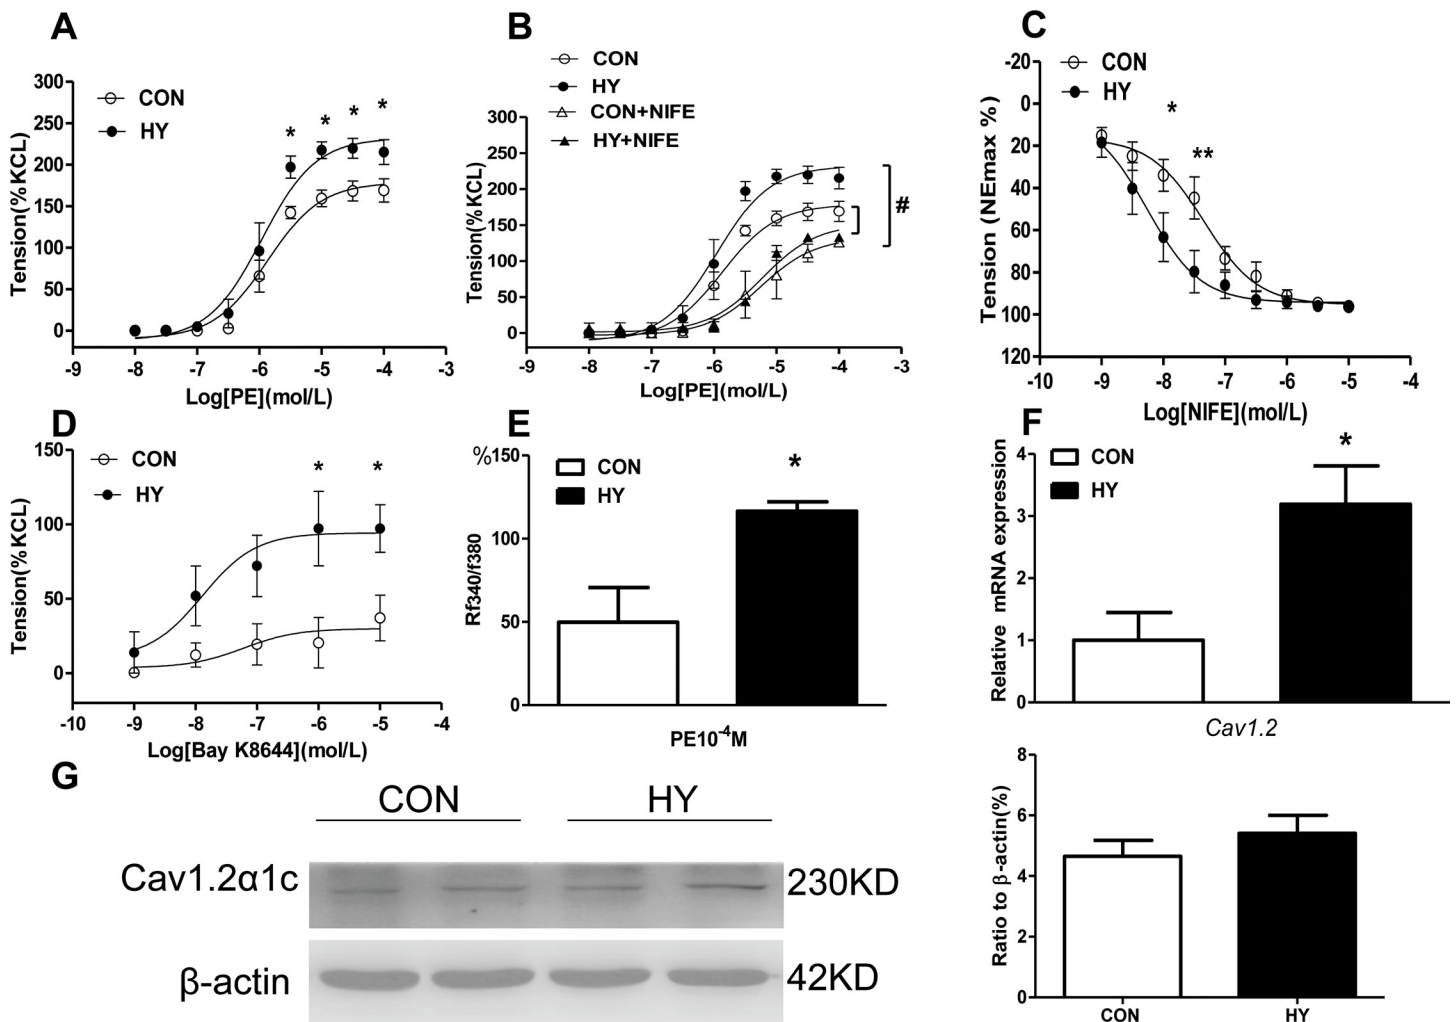 A
CON
HY
* * * *
Tension(%KCL)
300
250
200
150
100
50
0
-9 -8 -7 -6 -5 -4 -3
Log[PE](mol/L)
B
CON
HY
CON+NIFE
HY+NIFE
#
Tension(%KCL)
300
250
200
150
100
50
0
-9 -8 -7 -6 -5 -4 -3
Log[PE](mol/L)
C
CON
HY
*
**
Tension (NEmax %)
-20
0
20
40
60
80
100
120
-10 -9 -8 -7 -6 -5 -4
Log[NIFE](mol/L)
D
CON
HY
* *
Tension(%KCL)
150
100
50
0
-10 -9 -8 -7 -6 -5 -4
Log[Bay K8644](mol/L)
E
%
CON
HY
*
Rf340/f380
150
100
50
0
PE10⁻⁴M
F
CON
HY
*
Relative mRNA expression
4
3
2
1
0
Cav1.2
G
CON HY
Cav1.2α1c 230KD
β-actin 42KD
Ratio to β-actin(%)
8
6
4
2
0
CON HY